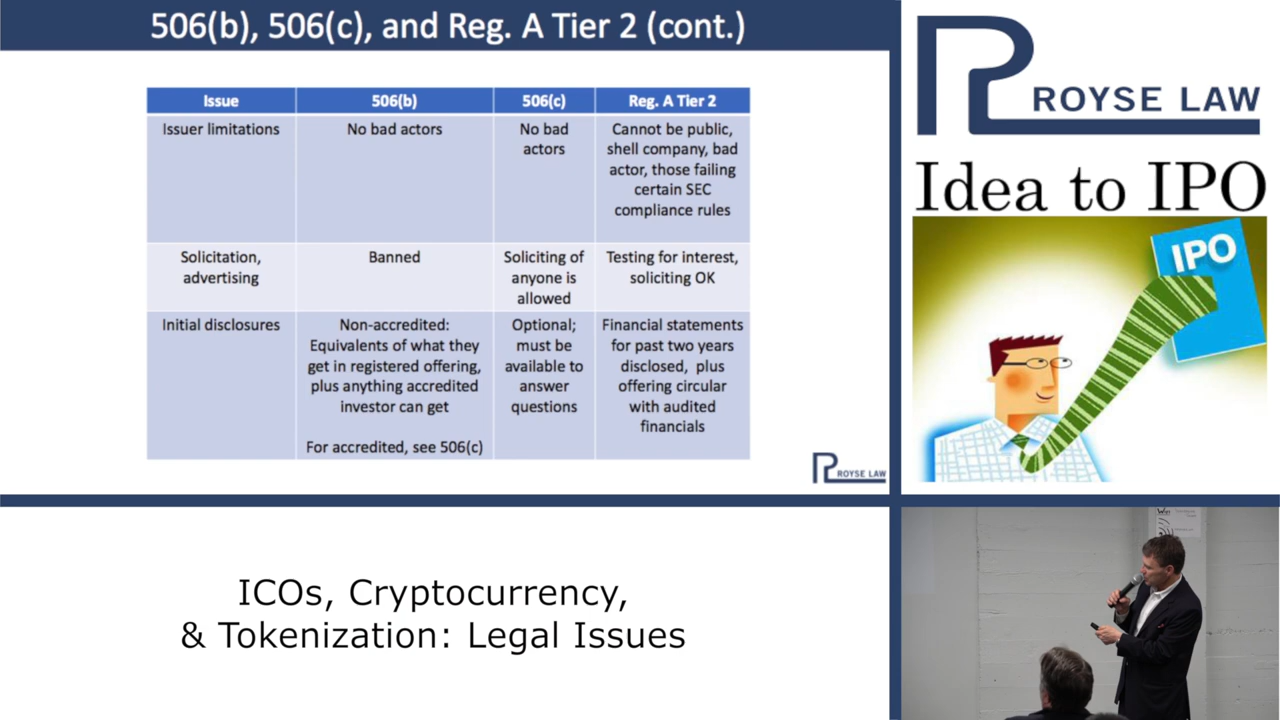 506(b), 506(c), and Reg. A Tier 2 (cont.)
Issue
506(b)
506(c)
Reg. A Tier 2
Issuer limitations
No bad actors
No bad
actors
Cannot be public,
shell company, bad
actor, those failing
certain SEC
compliance rules
Solicitation,
advertising
Banned
Soliciting of
anyone is
allowed
Testing for interest,
soliciting OK
Initial disclosures
Non-accredited:
Equivalents of what they
get in registered offering,
plus anything accredited
investor can get
For accredited, see 506(c)
Optional;
must be
available to
answer
questions
Financial statements
for past two years
disclosed, plus
offering circular
with audited
financials
ROYSE LAW
ROYSE LAW
Idea to IPO
IPO
ICOs, Cryptocurrency,
& Tokenization: Legal Issues